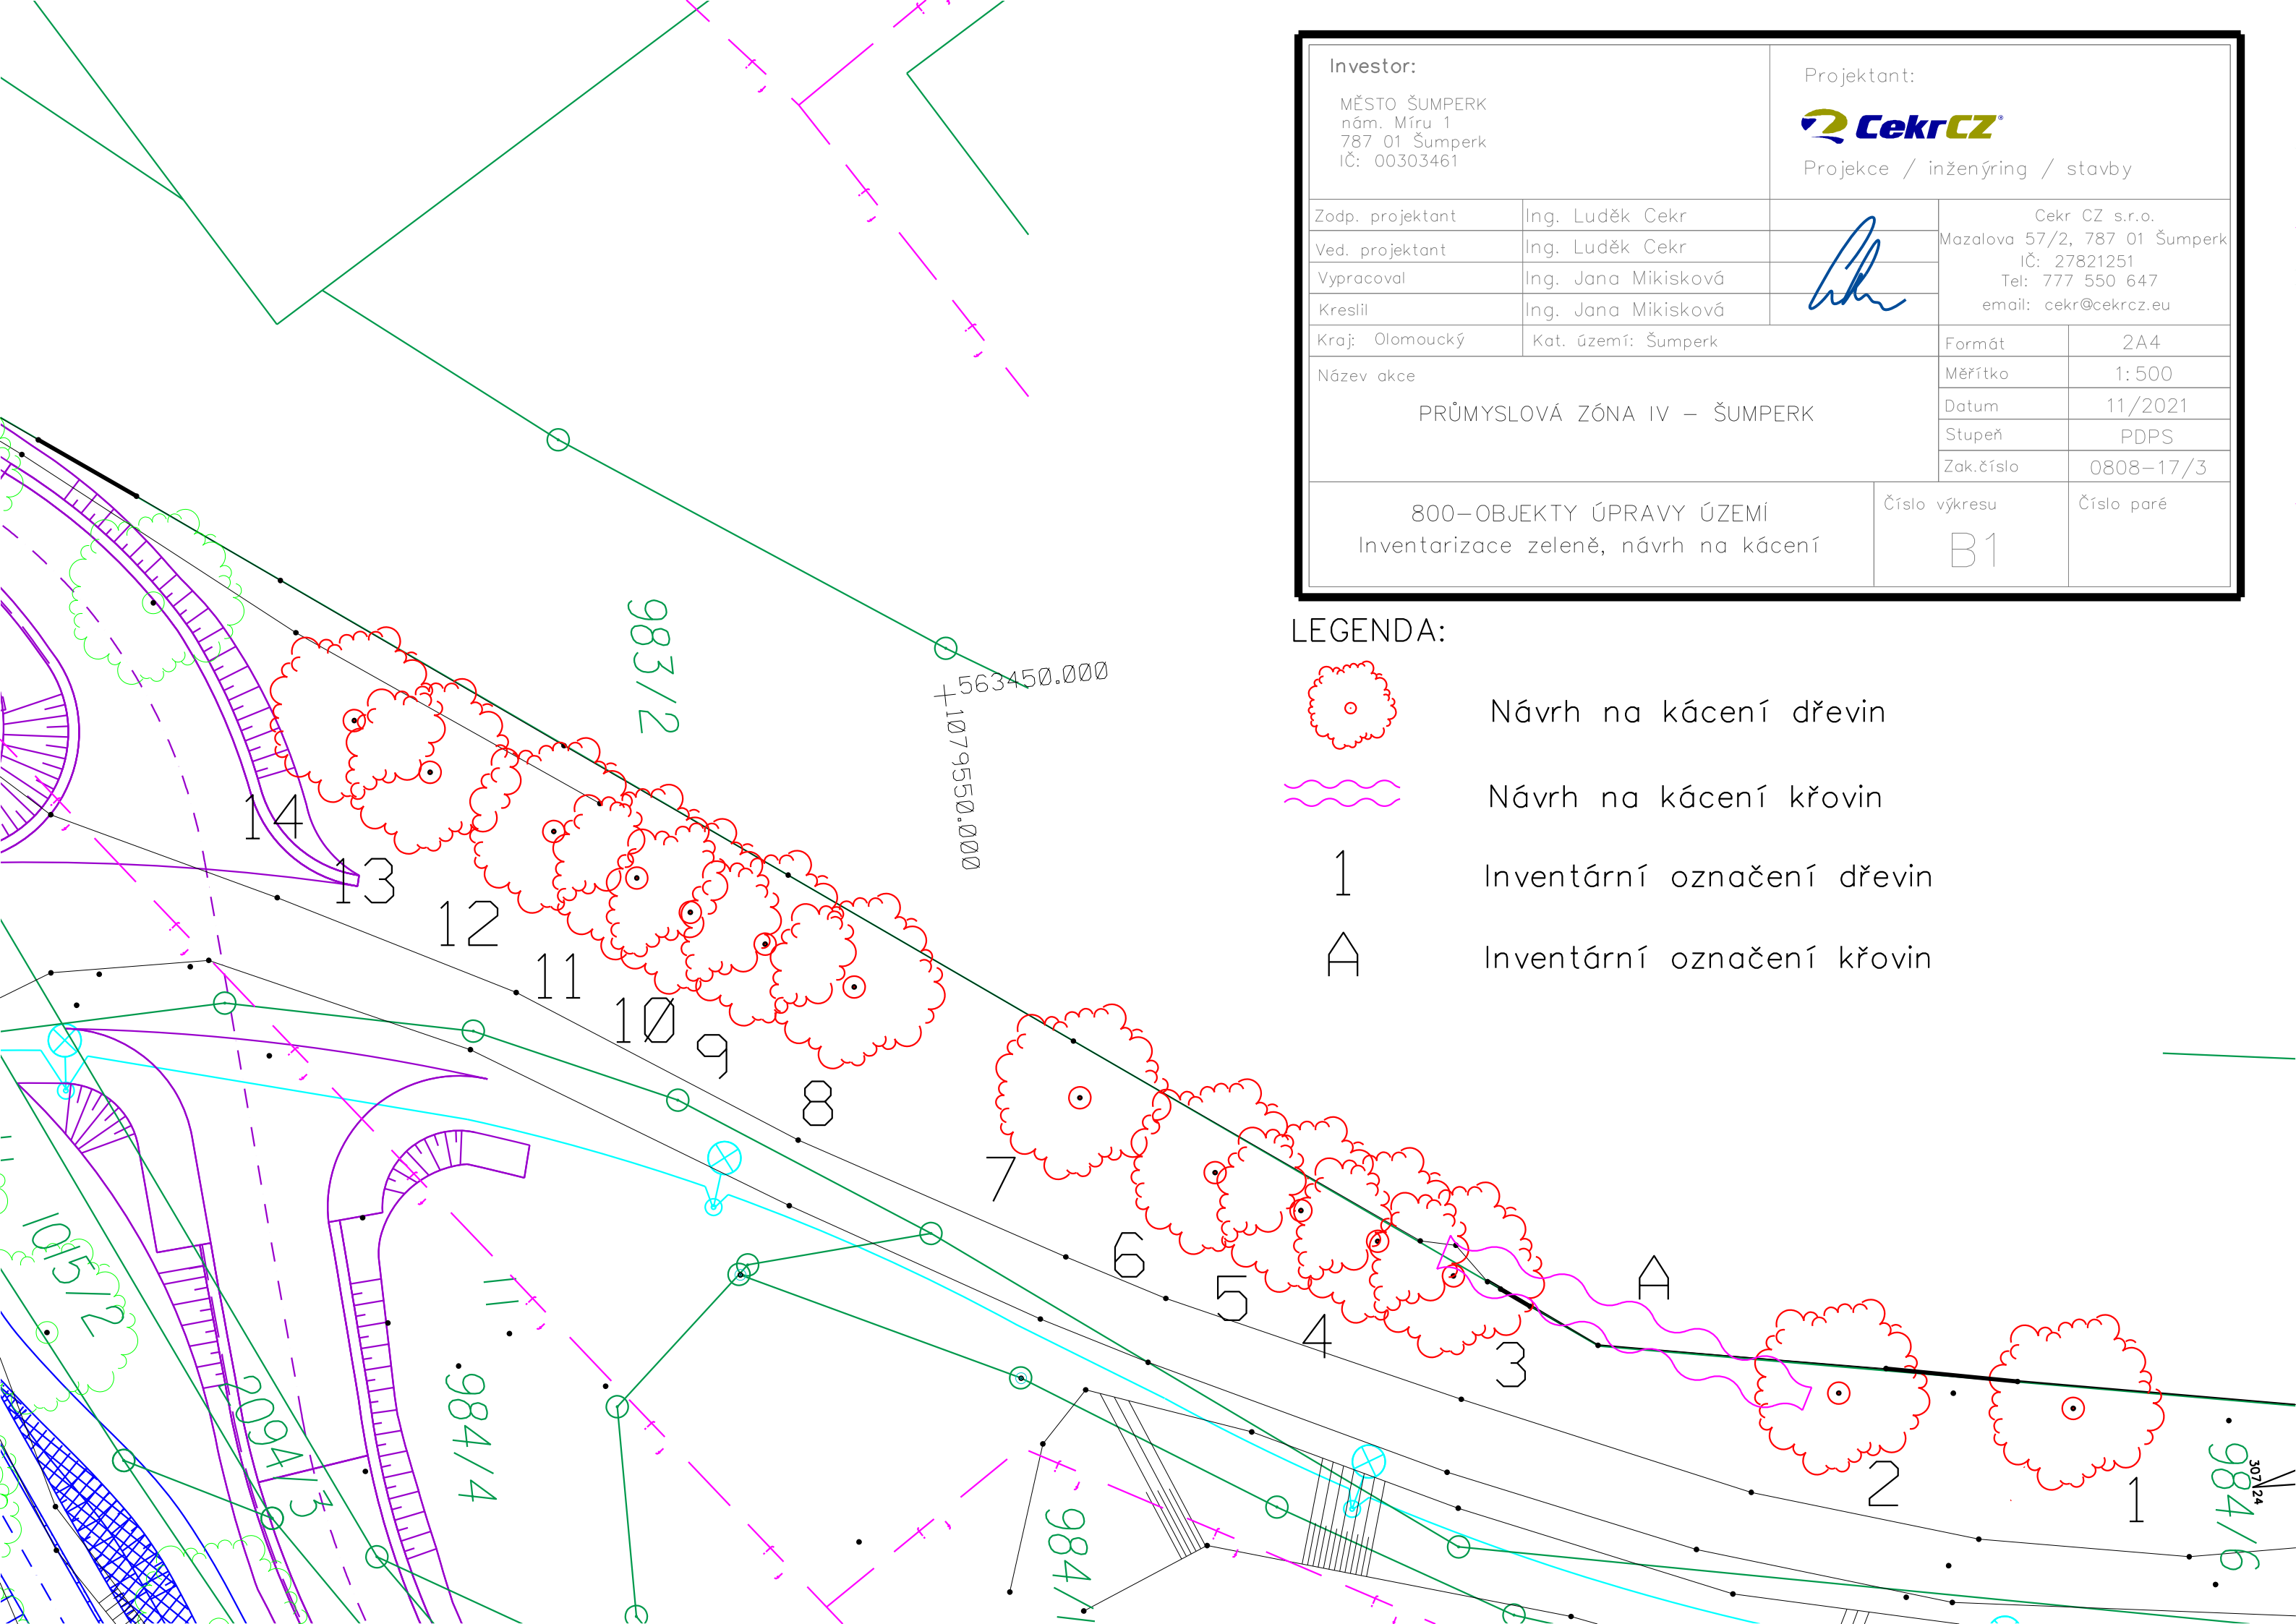 Investor:
MĚSTO ŠUMPERK
nám. Míru 1
787 01 Šumperk
IČ: 00303461
Projektant:
CekrCZ®
Projekce / inženýring / stavby
Zodp. projektant Ing. Luděk Cekr
Ved. projektant Ing. Luděk Cekr
Vypracoval Ing. Jana Mikisková
Kreslil Ing. Jana Mikisková
Kraj: Olomoucký Kat. území: Šumperk
Cekr CZ s.r.o.
Mazalova 57/2, 787 01 Šumperk
IČ: 27821251
Tel: 777 550 647
email: cekr@cekrcz.eu
Formát 2A4
Měřítko 1:500
Datum 11/2021
Stupeň PDPS
Zak.číslo 0808-17/3
Název akce
PRŮMYSLOVÁ ZÓNA IV – ŠUMPERK
800-OBJEKTY ÚPRAVY ÚZEMÍ
Inventarizace zeleně, návrh na kácení
Číslo výkresu
B1
Číslo paré
LEGENDA:
Návrh na kácení dřevin
Návrh na kácení křovin
1 Inventární označení dřevin
A Inventární označení křovin
983/2
563450.000
1079550.000
14
13
12
11
10
9
8
7
6
5
4
3
A
2
1
1015/2
2094/3
984/4
984/1
984/6
307
24